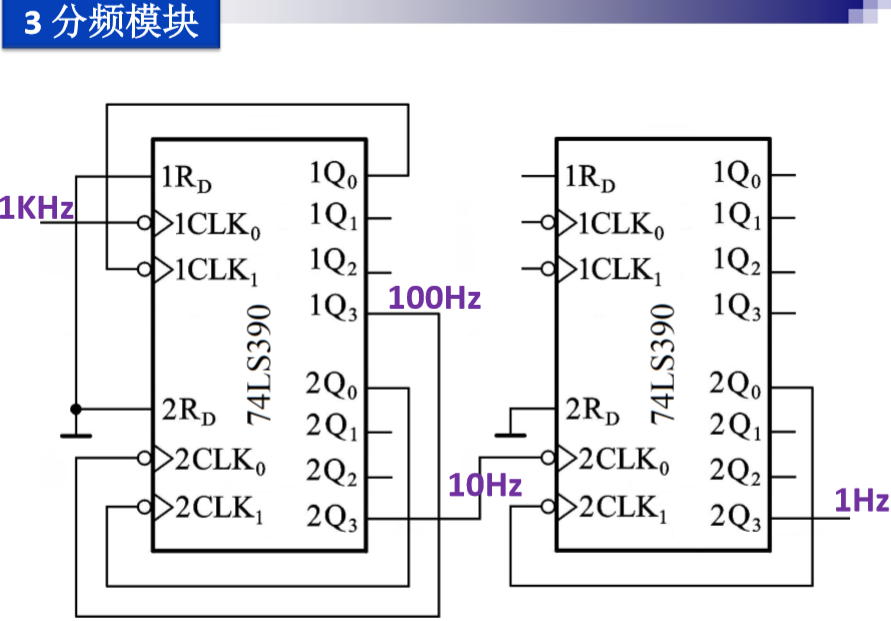 3 分频模块
1KHz
1R_D
1CLK_0
1CLK_1
2R_D
2CLK_0
2CLK_1
74LS390
1Q_0
1Q_1
1Q_2
1Q_3
2Q_0
2Q_1
2Q_2
2Q_3
100Hz
10Hz
1R_D
1CLK_0
1CLK_1
2R_D
2CLK_0
2CLK_1
74LS390
1Q_0
1Q_1
1Q_2
1Q_3
2Q_0
2Q_1
2Q_2
2Q_3
1Hz